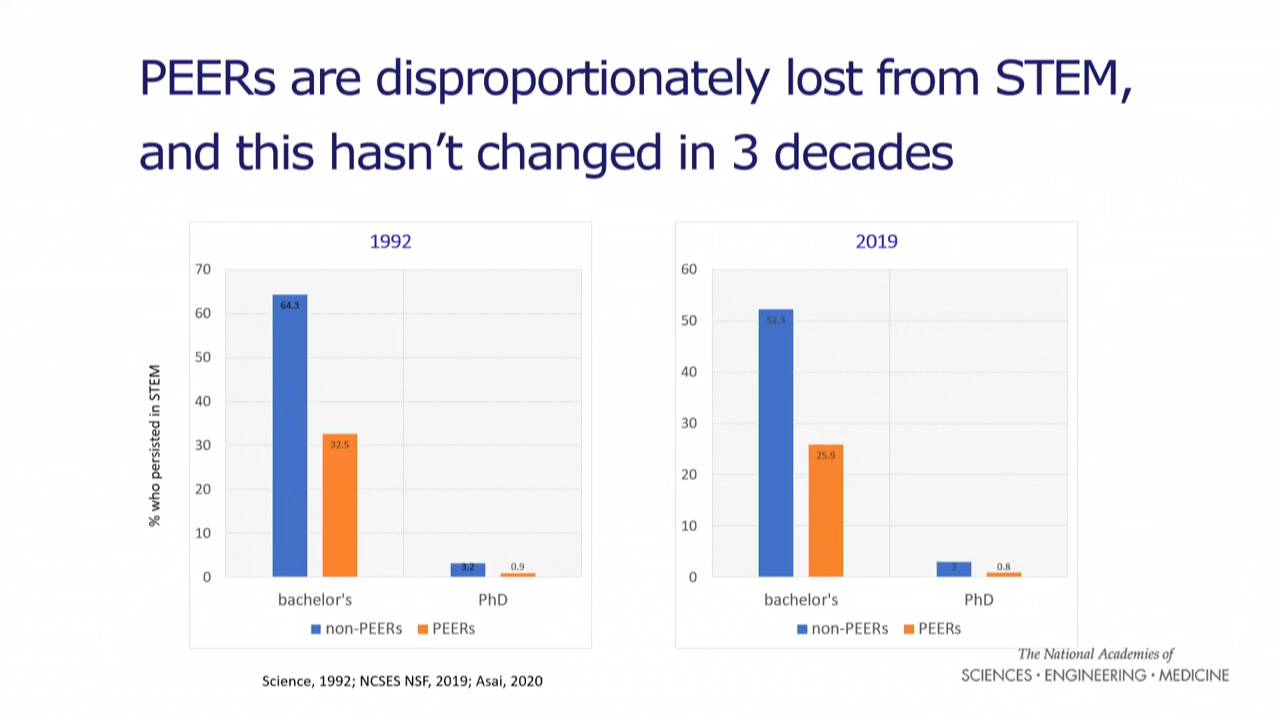 PEERs are disproportionately lost from STEM,
and this hasn't changed in 3 decades
% who persisted in STEM
1992
70
60
50
40
30
20
10
0
64.3
32.5
3.2
0.9
bachelor's
PhD
non-PEERs
PEERs
2019
60
50
40
30
20
10
0
52.3
25.9
3
0.8
bachelor's
PhD
non-PEERs
PEERs
Science, 1992; NCSES NSF, 2019; Asai, 2020
The National Academies of
SCIENCES · ENGINEERING · MEDICINE